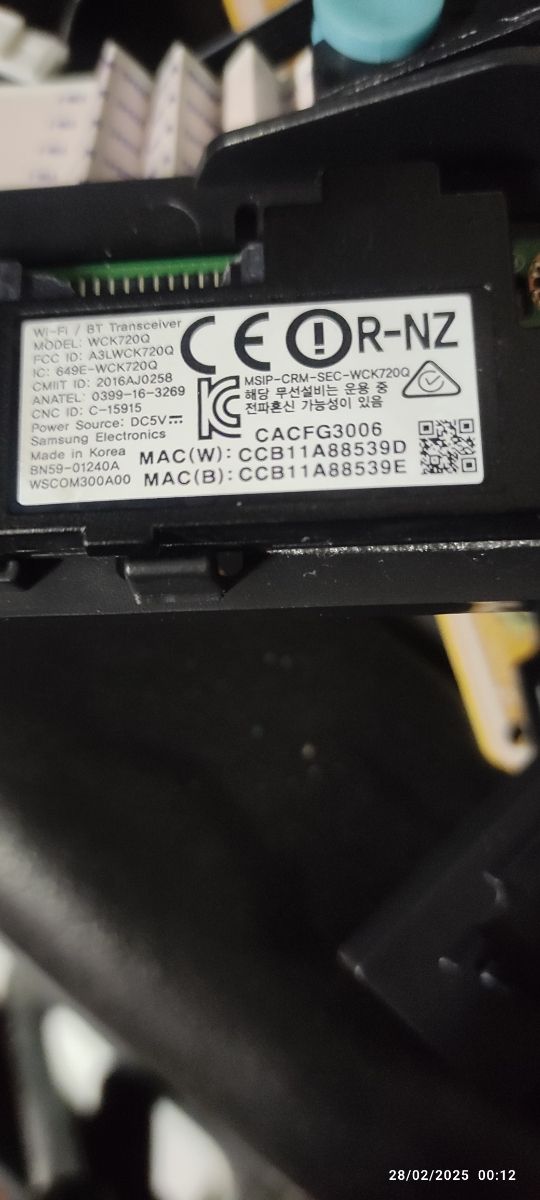 Wi-Fi / BT Transceiver
MODEL: WCK720Q
FCC ID: A3LWCK720Q
IC: 649E-WCK720Q
CMIIT ID: 2016AJ0258
ANATEL: 0399-16-3269
CNC ID: C-15915
Power Source: DC5V
Samsung Electronics
Made in Korea
BN59-01240A
WSCOM300A00
CE R-NZ
MSIP-CRM-SEC-WCK720Q
해당 무선설비는 운용 중
전파혼신 가능성이 있음
CACFG3006
MAC(W): CCB11A88539D
MAC(B): CCB11A88539E
28/02/2025 00:12